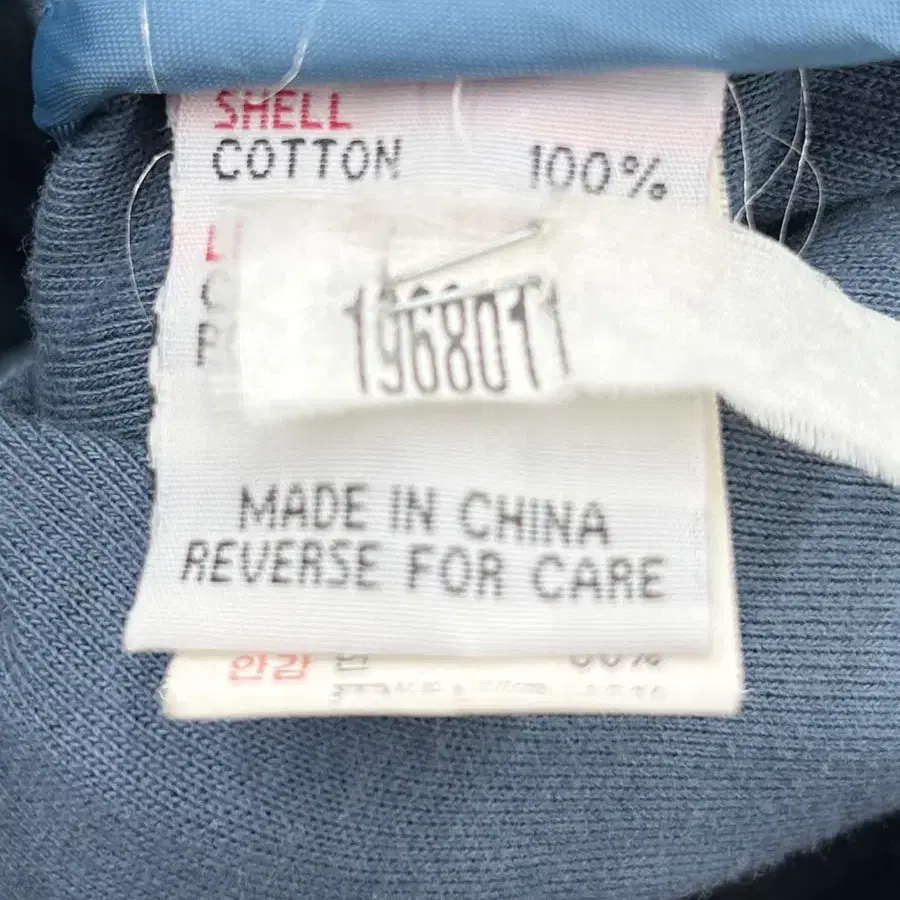 SHELL
COTTON 100%
1968011
MADE IN CHINA
REVERSE FOR CARE
안감